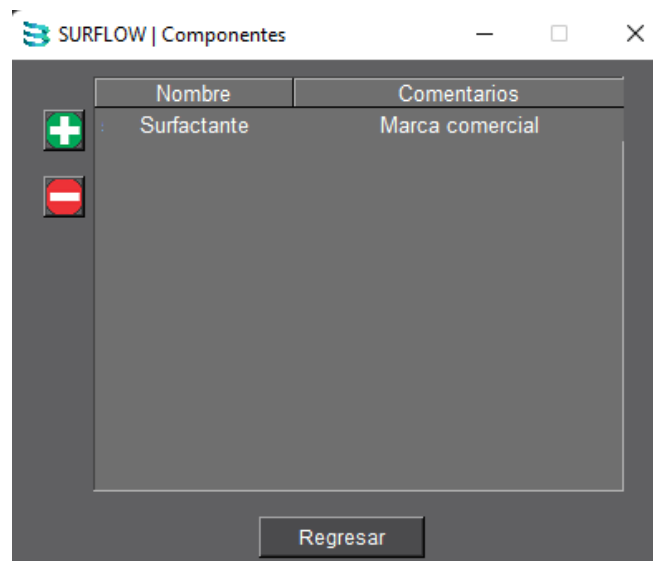 SURFLOW | Componentes
Nombre Comentarios
Surfactante Marca comercial
Regresar